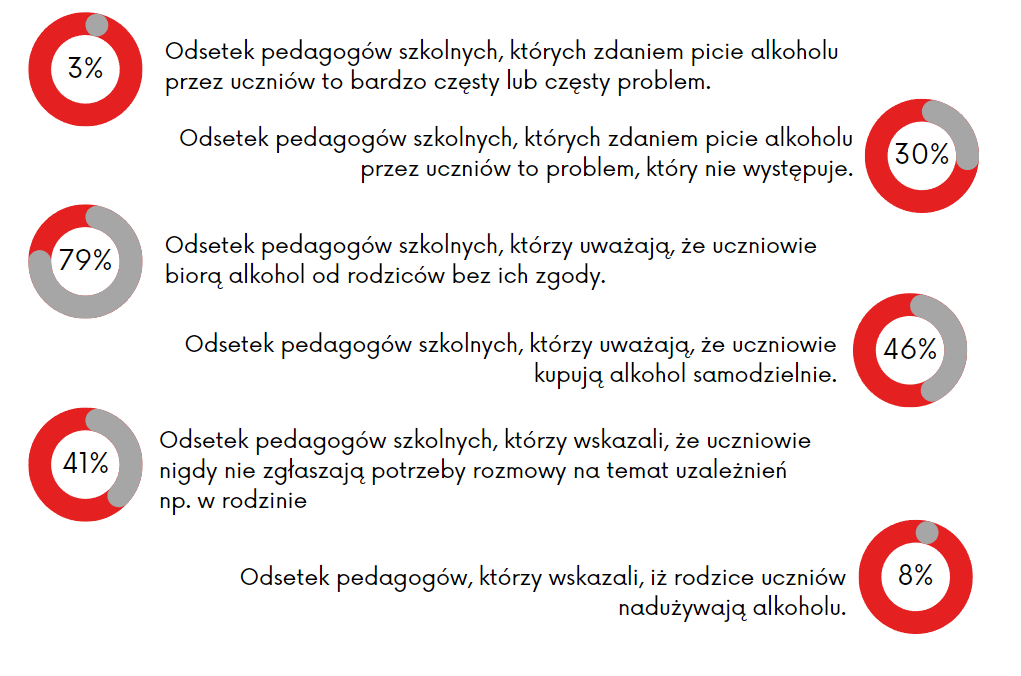 3%
Odsetek pedagogów szkolnych, których zdaniem picie alkoholu
przez uczniów to bardzo częsty lub częsty problem.
Odsetek pedagogów szkolnych, których zdaniem picie alkoholu
przez uczniów to problem, który nie występuje.
30%
79%
Odsetek pedagogów szkolnych, którzy uważają, że uczniowie
biorą alkohol od rodziców bez ich zgody.
Odsetek pedagogów szkolnych, którzy uważają, że uczniowie
kupują alkohol samodzielnie.
46%
41%
Odsetek pedagogów szkolnych, którzy wskazali, że uczniowie
nigdy nie zgłaszają potrzeby rozmowy na temat uzależnień
np. w rodzinie
Odsetek pedagogów, którzy wskazali, iż rodzice uczniów
nadużywają alkoholu.
8%